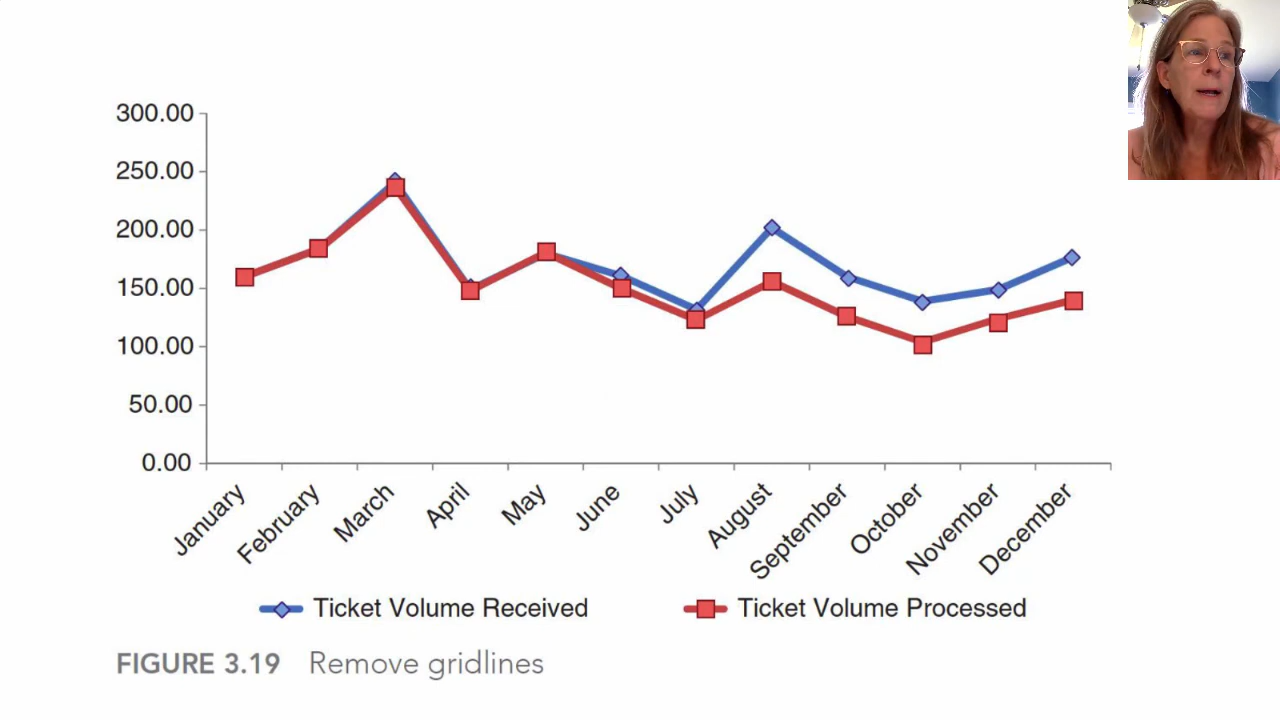 300.00
250.00
200.00
150.00
100.00
50.00
0.00
January
February
March
April
May
June
July
August
September
October
November
December
Ticket Volume Received
Ticket Volume Processed
FIGURE 3.19 Remove gridlines